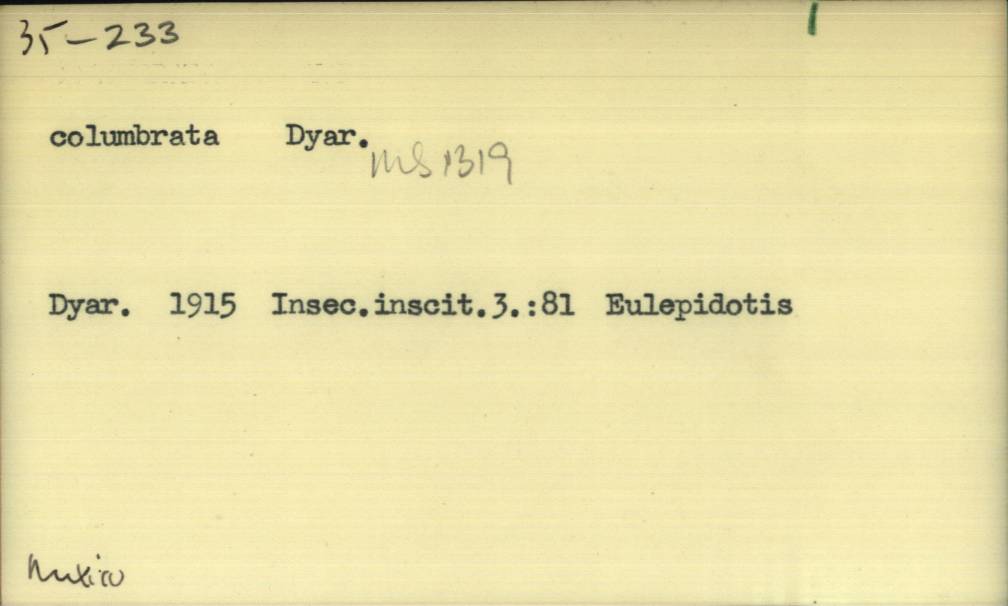 35-233
columbrata Dyar.
MS 1319
Dyar. 1915 Insec.inscit.3.:81 Eulepidotis
Mexico